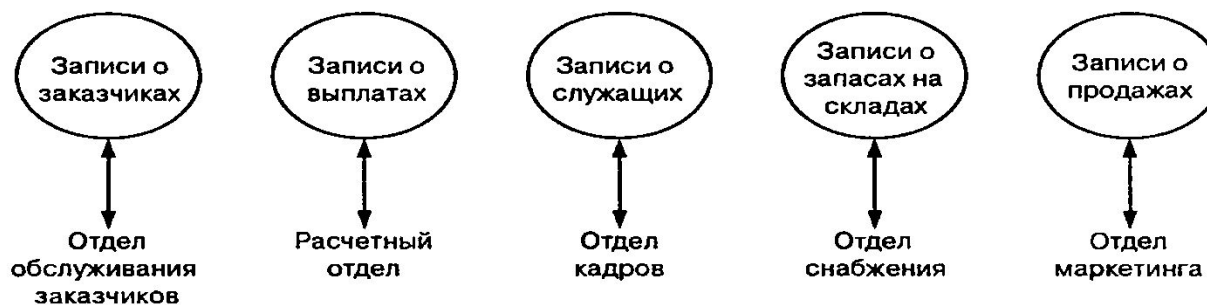 Записи о
заказчиках
Записи о
выплатах
Записи о
служащих
Записи о
запасах на
складах
Записи о
продажах
Отдел
обслуживания
заказчиков
Расчетный
отдел
Отдел
кадров
Отдел
снабжения
Отдел
маркетинга